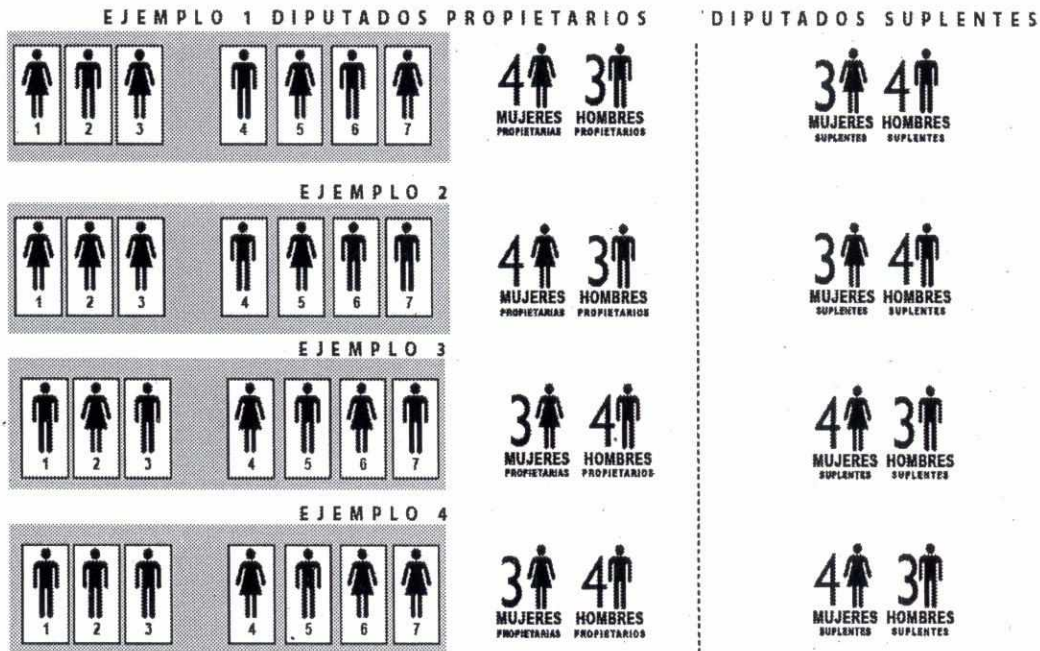 EJEMPLO 1 DIPUTADOS PROPIETARIOS DIPUTADOS SUPLENTES
1 2 3 4 5 6 7
4 3 3 4
MUJERES HOMBRES MUJERES HOMBRES
PROPIETARIAS PROPIETARIOS SUPLENTES SUPLENTES
EJEMPLO 2
1 2 3 4 5 6 7
4 3 3 4
MUJERES HOMBRES MUJERES HOMBRES
PROPIETARIAS PROPIETARIOS SUPLENTES SUPLENTES
EJEMPLO 3
1 2 3 4 5 6 7
3 4 4 3
MUJERES HOMBRES MUJERES HOMBRES
PROPIETARIAS PROPIETARIOS SUPLENTES SUPLENTES
EJEMPLO 4
1 2 3 4 5 6 7
3 4 4 3
MUJERES HOMBRES MUJERES HOMBRES
PROPIETARIAS PROPIETARIOS SUPLENTES SUPLENTES